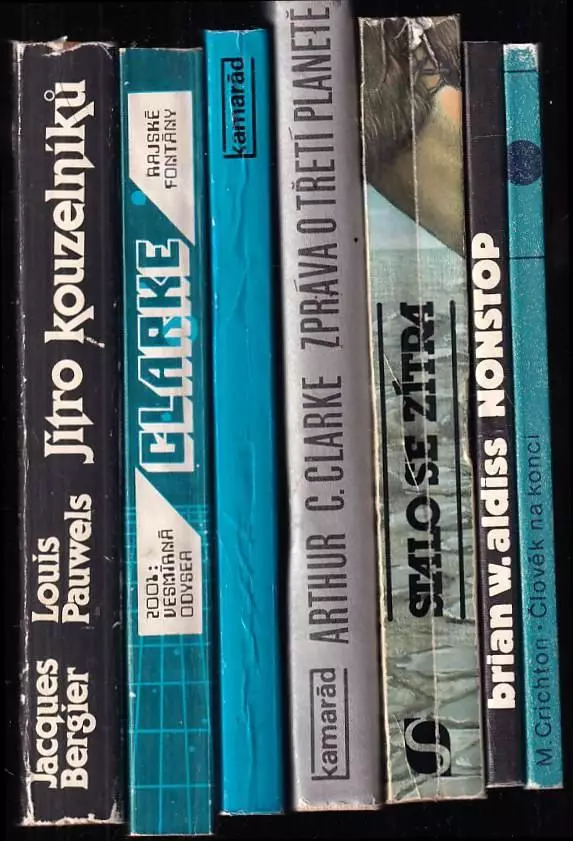 Jacques
Bergier
Louis
Pauwels
Jitro kouzelníků
2001:
VESMÍRNÁ
ODYSEA
CLARKE
RAJSKÉ
FONTÁNY
kamarád
kamarád
ARTHUR C. CLARKE ZPRÁVA O TŘETÍ PLANETĚ
STALO SE ZÍTRA
S
brian w. aldiss NONSTOP
M. Crichton • Člověk na konci